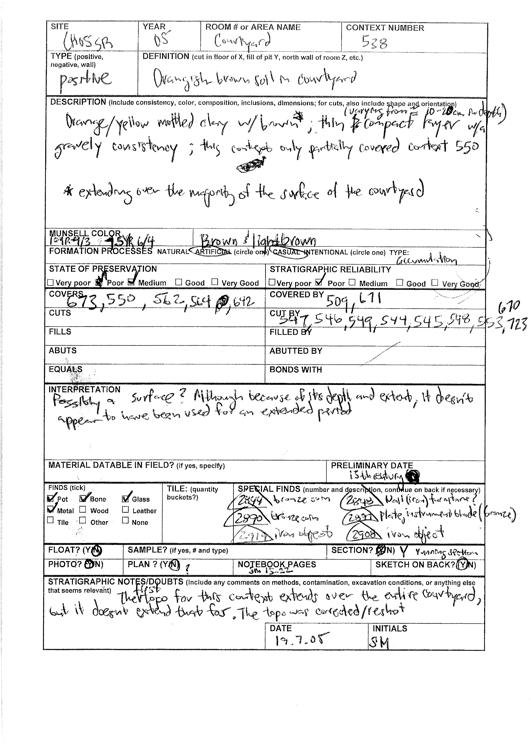 SITE YEAR ROOM # or AREA NAME CONTEXT NUMBER
CH05SR 05 Courtyard 538
TYPE (positive, negative, wall) DEFINITION (cut in floor of X, fill of pit Y, north wall of room Z, etc.)
positive Orangish brown soil in courtyard
DESCRIPTION (Include consistency, color, composition, inclusions, dimensions; for cuts, also include shape and orientation)
(varying from ≈ 10-20cm in depth)
Orange/yellow mottled clay w/ brown*; thin compact layer w/a
gravely consistency; this context only partially covered context 550
* extending over the majority of the surface of the courtyard
MUNSELL COLOR
6/4 Brown & light brown
FORMATION PROCESSES NATURAL ARTIFICIAL (circle one) CASUAL INTENTIONAL (circle one) TYPE:
accumulation
STATE OF PRESERVATION STRATIGRAPHIC RELIABILITY
Very poor Poor Medium Good Very Good Very poor Poor Medium Good Very Good
COVERS 673, 550, 562, 564, 642 COVERED BY 509, 671
CUTS CUT BY 547, 546, 549, 544, 545, 548, 553, 723
670
FILLS FILLED BY
ABUTS ABUTTED BY
EQUALS BONDS WITH
INTERPRETATION
Possibly a surface? Although because of its depth and extent, it doesn't
appear to have been used for an extended period
MATERIAL DATABLE IN FIELD? (if yes, specify) PRELIMINARY DATE
15th century
FINDS (tick) TILE: (quantity buckets?) SPECIAL FINDS (number and description, continue on back if necessary)
Pot Bone Glass 2844 bronze coin Nail (iron) furniture?
Metal Wood Leather 2890 bronze coin Plate, instrument blade (bronze)
Tile Other None iron object 2908 iron object
FLOAT? (Y/N) SAMPLE? (if yes, # and type) SECTION? (Y/N) Y running section
PHOTO? (Y/N) PLAN? (Y/N) ? NOTEBOOK PAGES SKETCH ON BACK? (Y/N)
SM 15-22
STRATIGRAPHIC NOTES/DOUBTS (Include any comments on methods, contamination, excavation conditions, or anything else
that seems relevant) first
The topo for this context extends over the entire courtyard,
but it doesn't extend that far. The topo was corrected/reshot
DATE INITIALS
19.7.05 SM